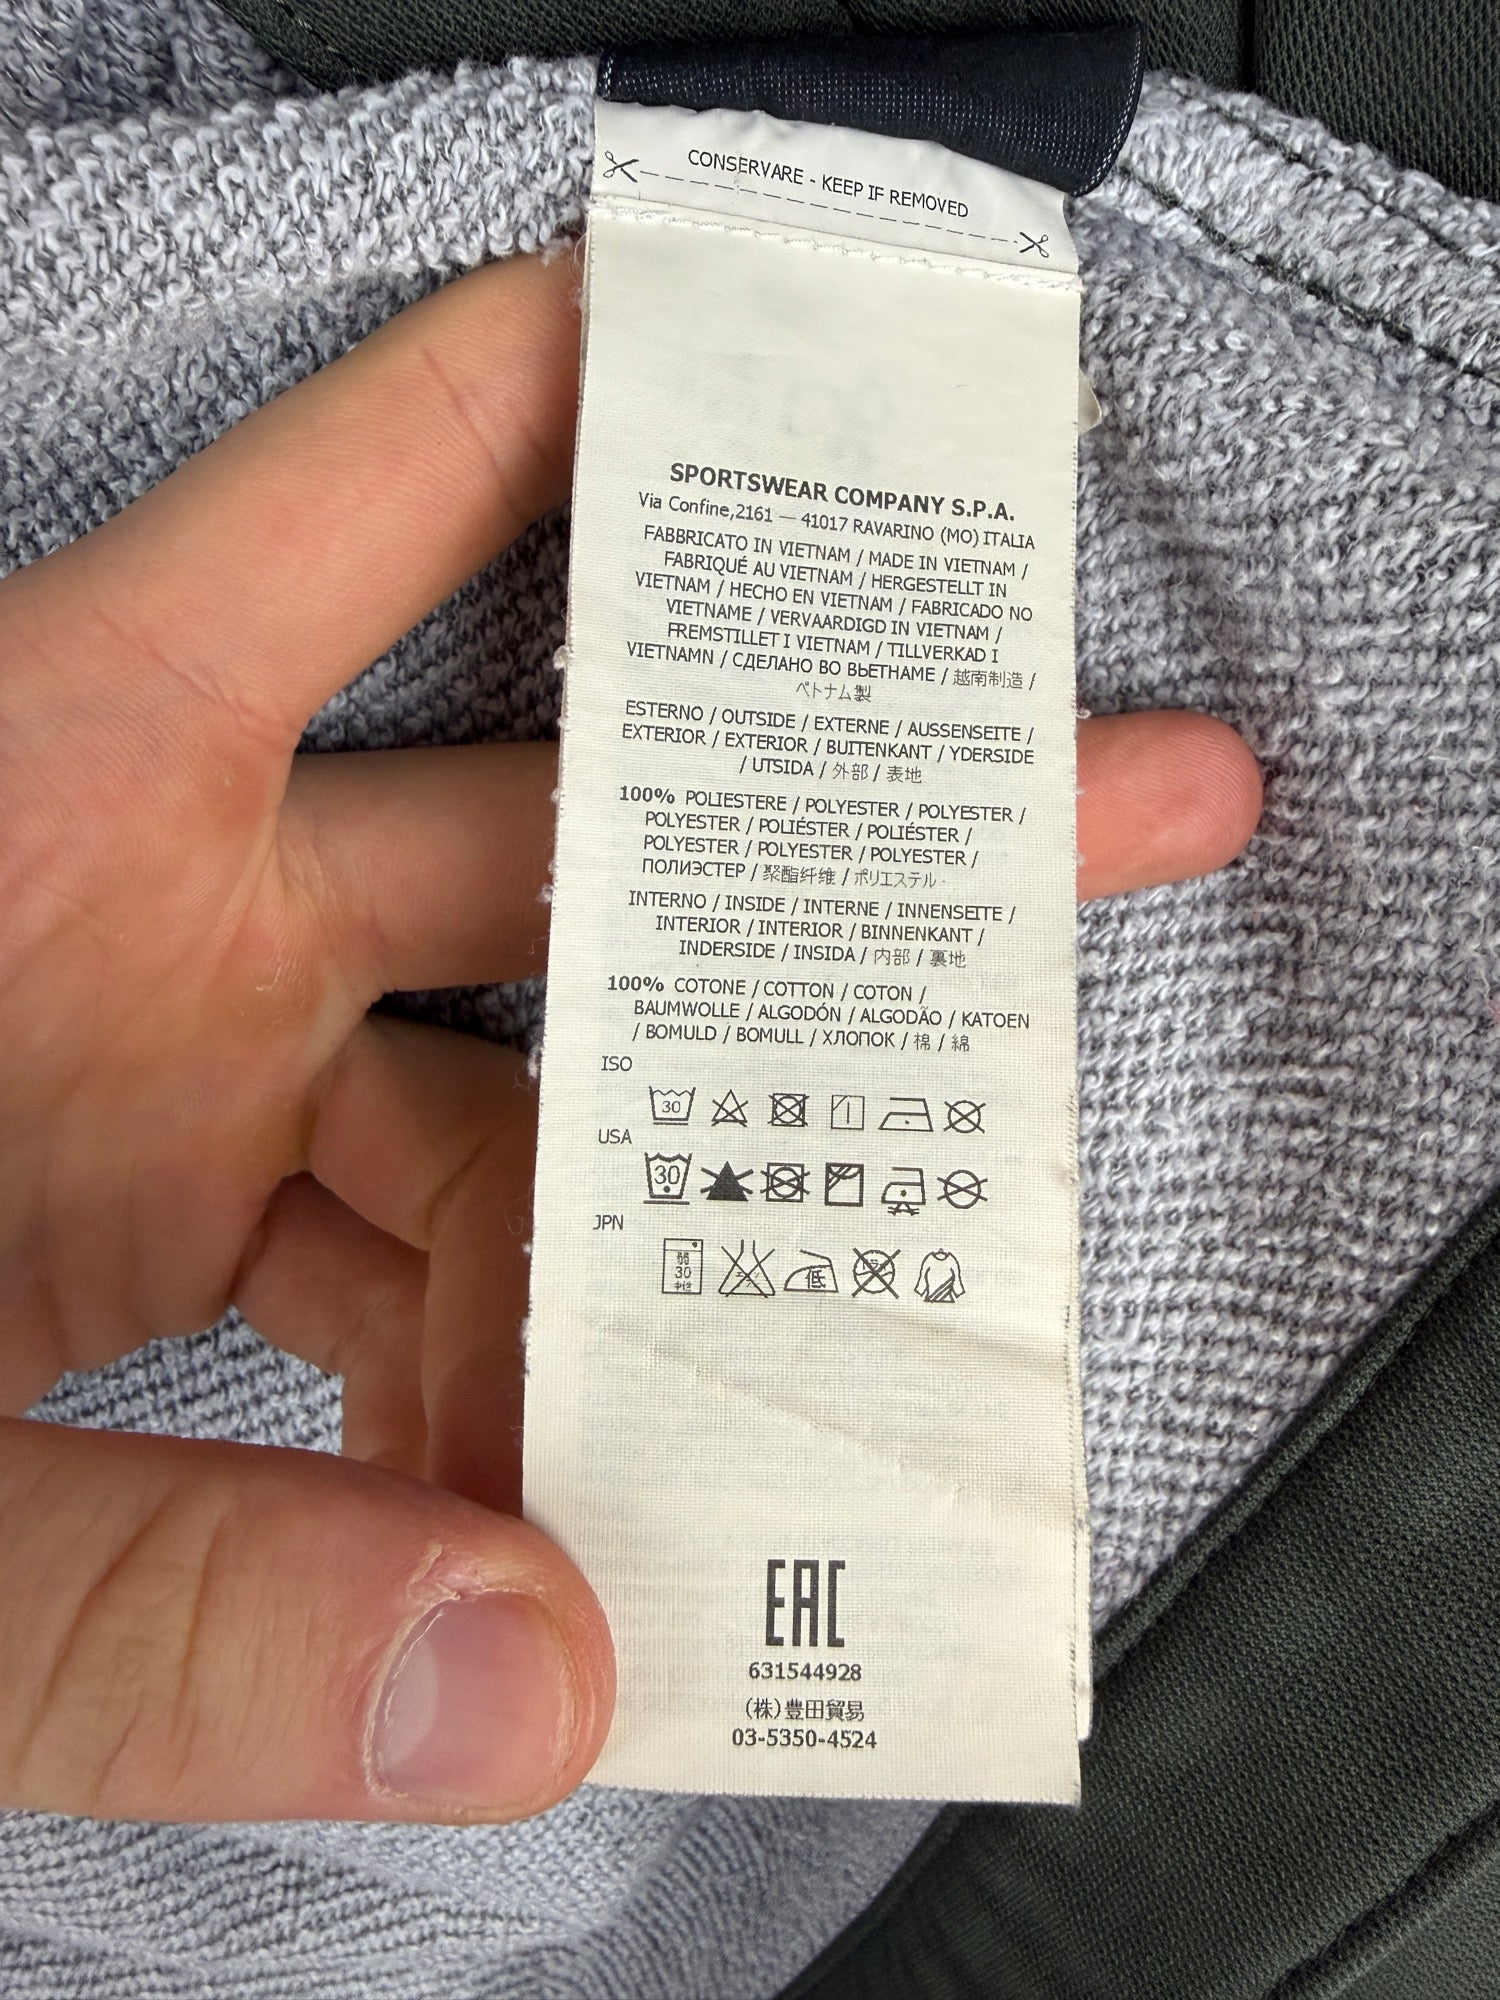 CONSERVARE - KEEP IF REMOVED
SPORTSWEAR COMPANY S.P.A.
Via Confine,2161 — 41017 RAVARINO (MO) ITALIA
FABBRICATO IN VIETNAM / MADE IN VIETNAM /
FABRIQUÉ AU VIETNAM / HERGESTELLT IN
VIETNAM / HECHO EN VIETNAM / FABRICADO NO
VIETNAME / VERVAARDIGD IN VIETNAM /
FREMSTILLET I VIETNAM / TILLVERKAD I
VIETNAMN / СДЕЛАНО ВО ВЬЕТНАМЕ / 越南制造 /
ベトナム製
ESTERNO / OUTSIDE / EXTERNE / AUSSENSEITE /
EXTERIOR / EXTERIOR / BUITENKANT / YDERSIDE
/ UTSIDA / 外部 / 表地
100% POLIESTERE / POLYESTER / POLYESTER /
POLYESTER / POLIÉSTER / POLIÉSTER /
POLYESTER / POLYESTER / POLYESTER /
ПОЛИЭСТЕР / 聚酯纤维 / ポリエステル
INTERNO / INSIDE / INTERNE / INNENSEITE /
INTERIOR / INTERIOR / BINNENKANT /
INDERSIDE / INSIDA / 内部 / 裏地
100% COTONE / COTTON / COTON /
BAUMWOLLE / ALGODÓN / ALGODÃO / KATOEN
/ BOMULD / BOMULL / ХЛОПОК / 棉 / 綿
ISO
30
USA
30
JPN
弱
30
中性
低
EAC
631544928
(株)豊田貿易
03-5350-4524